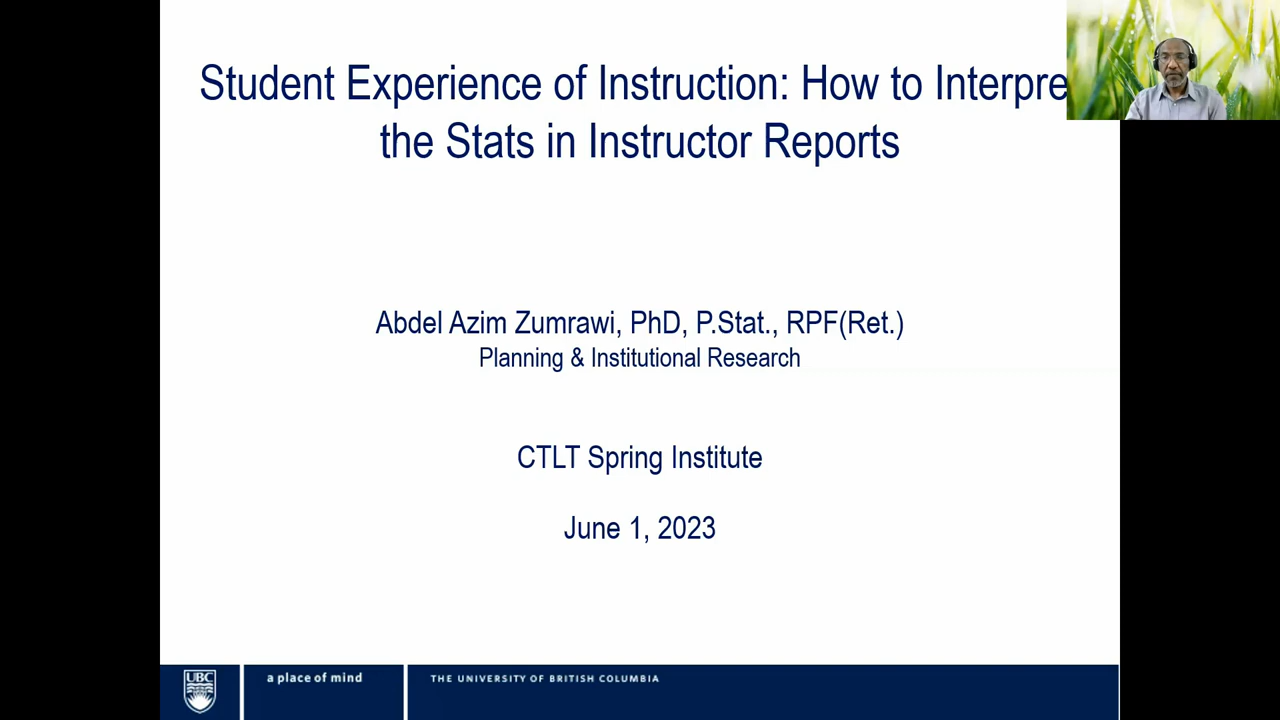 Student Experience of Instruction: How to Interpre
the Stats in Instructor Reports
Abdel Azim Zumrawi, PhD, P.Stat., RPF(Ret.)
Planning & Institutional Research
CTLT Spring Institute
June 1, 2023
UBC
a place of mind
THE UNIVERSITY OF BRITISH COLUMBIA